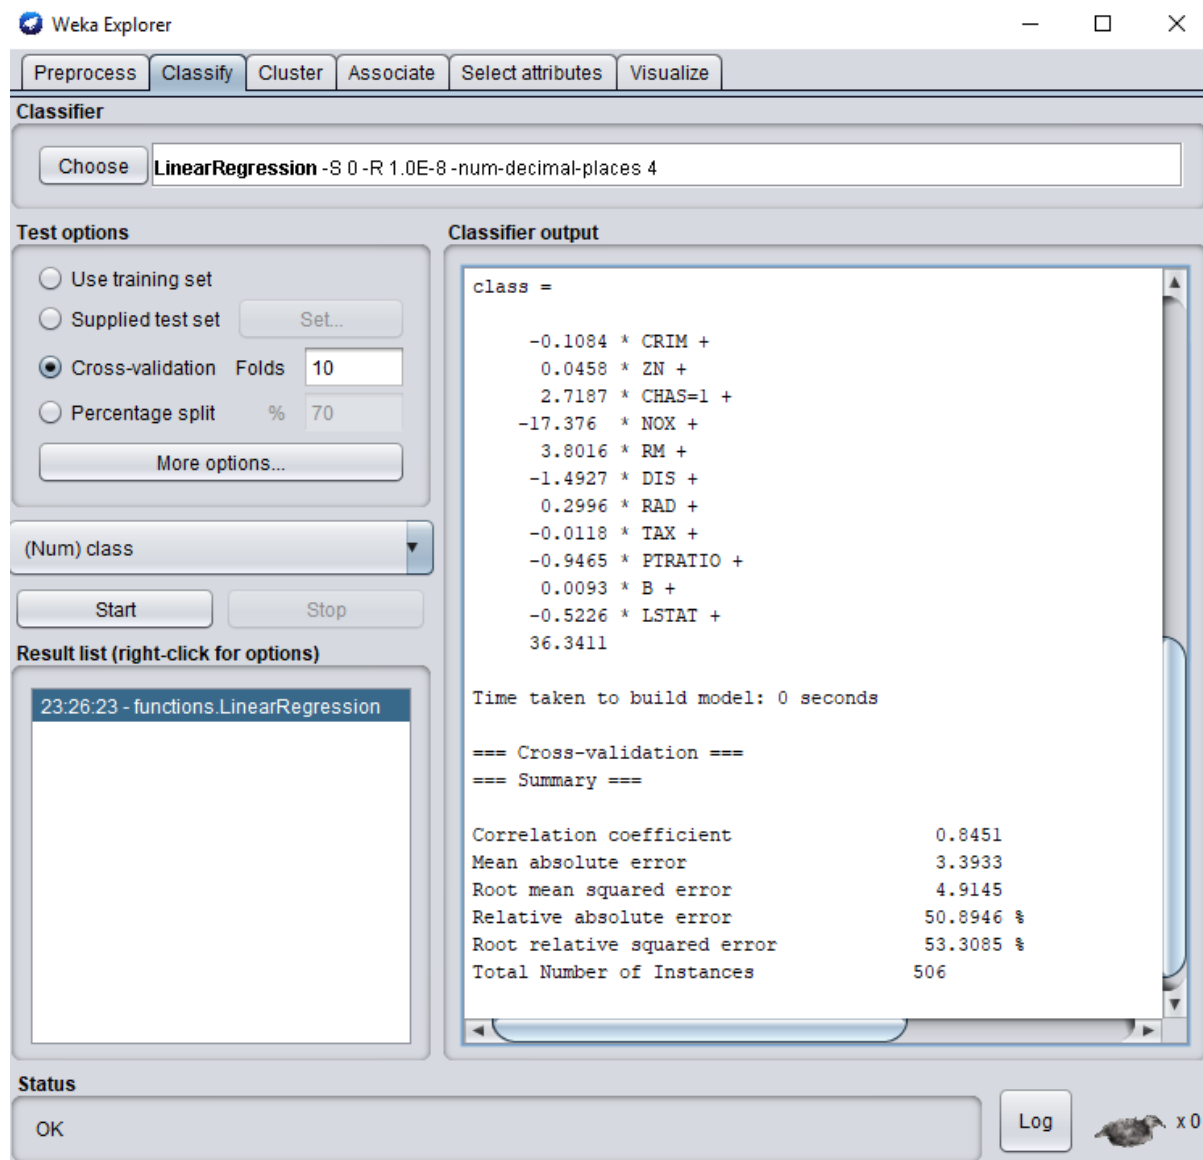 Weka Explorer
Preprocess Classify Cluster Associate Select attributes Visualize
Classifier
Choose LinearRegression -S 0 -R 1.0E-8 -num-decimal-places 4
Test options
Use training set
Supplied test set Set...
Cross-validation Folds 10
Percentage split % 70
More options...
(Num) class
Start Stop
Result list (right-click for options)
23:26:23 - functions.LinearRegression
Classifier output
class =
-0.1084 * CRIM +
0.0458 * ZN +
2.7187 * CHAS=1 +
-17.376 * NOX +
3.8016 * RM +
-1.4927 * DIS +
0.2996 * RAD +
-0.0118 * TAX +
-0.9465 * PTRATIO +
0.0093 * B +
-0.5226 * LSTAT +
36.3411
Time taken to build model: 0 seconds
=== Cross-validation ===
=== Summary ===
Correlation coefficient 0.8451
Mean absolute error 3.3933
Root mean squared error 4.9145
Relative absolute error 50.8946 %
Root relative squared error 53.3085 %
Total Number of Instances 506
Status
OK
Log
x 0